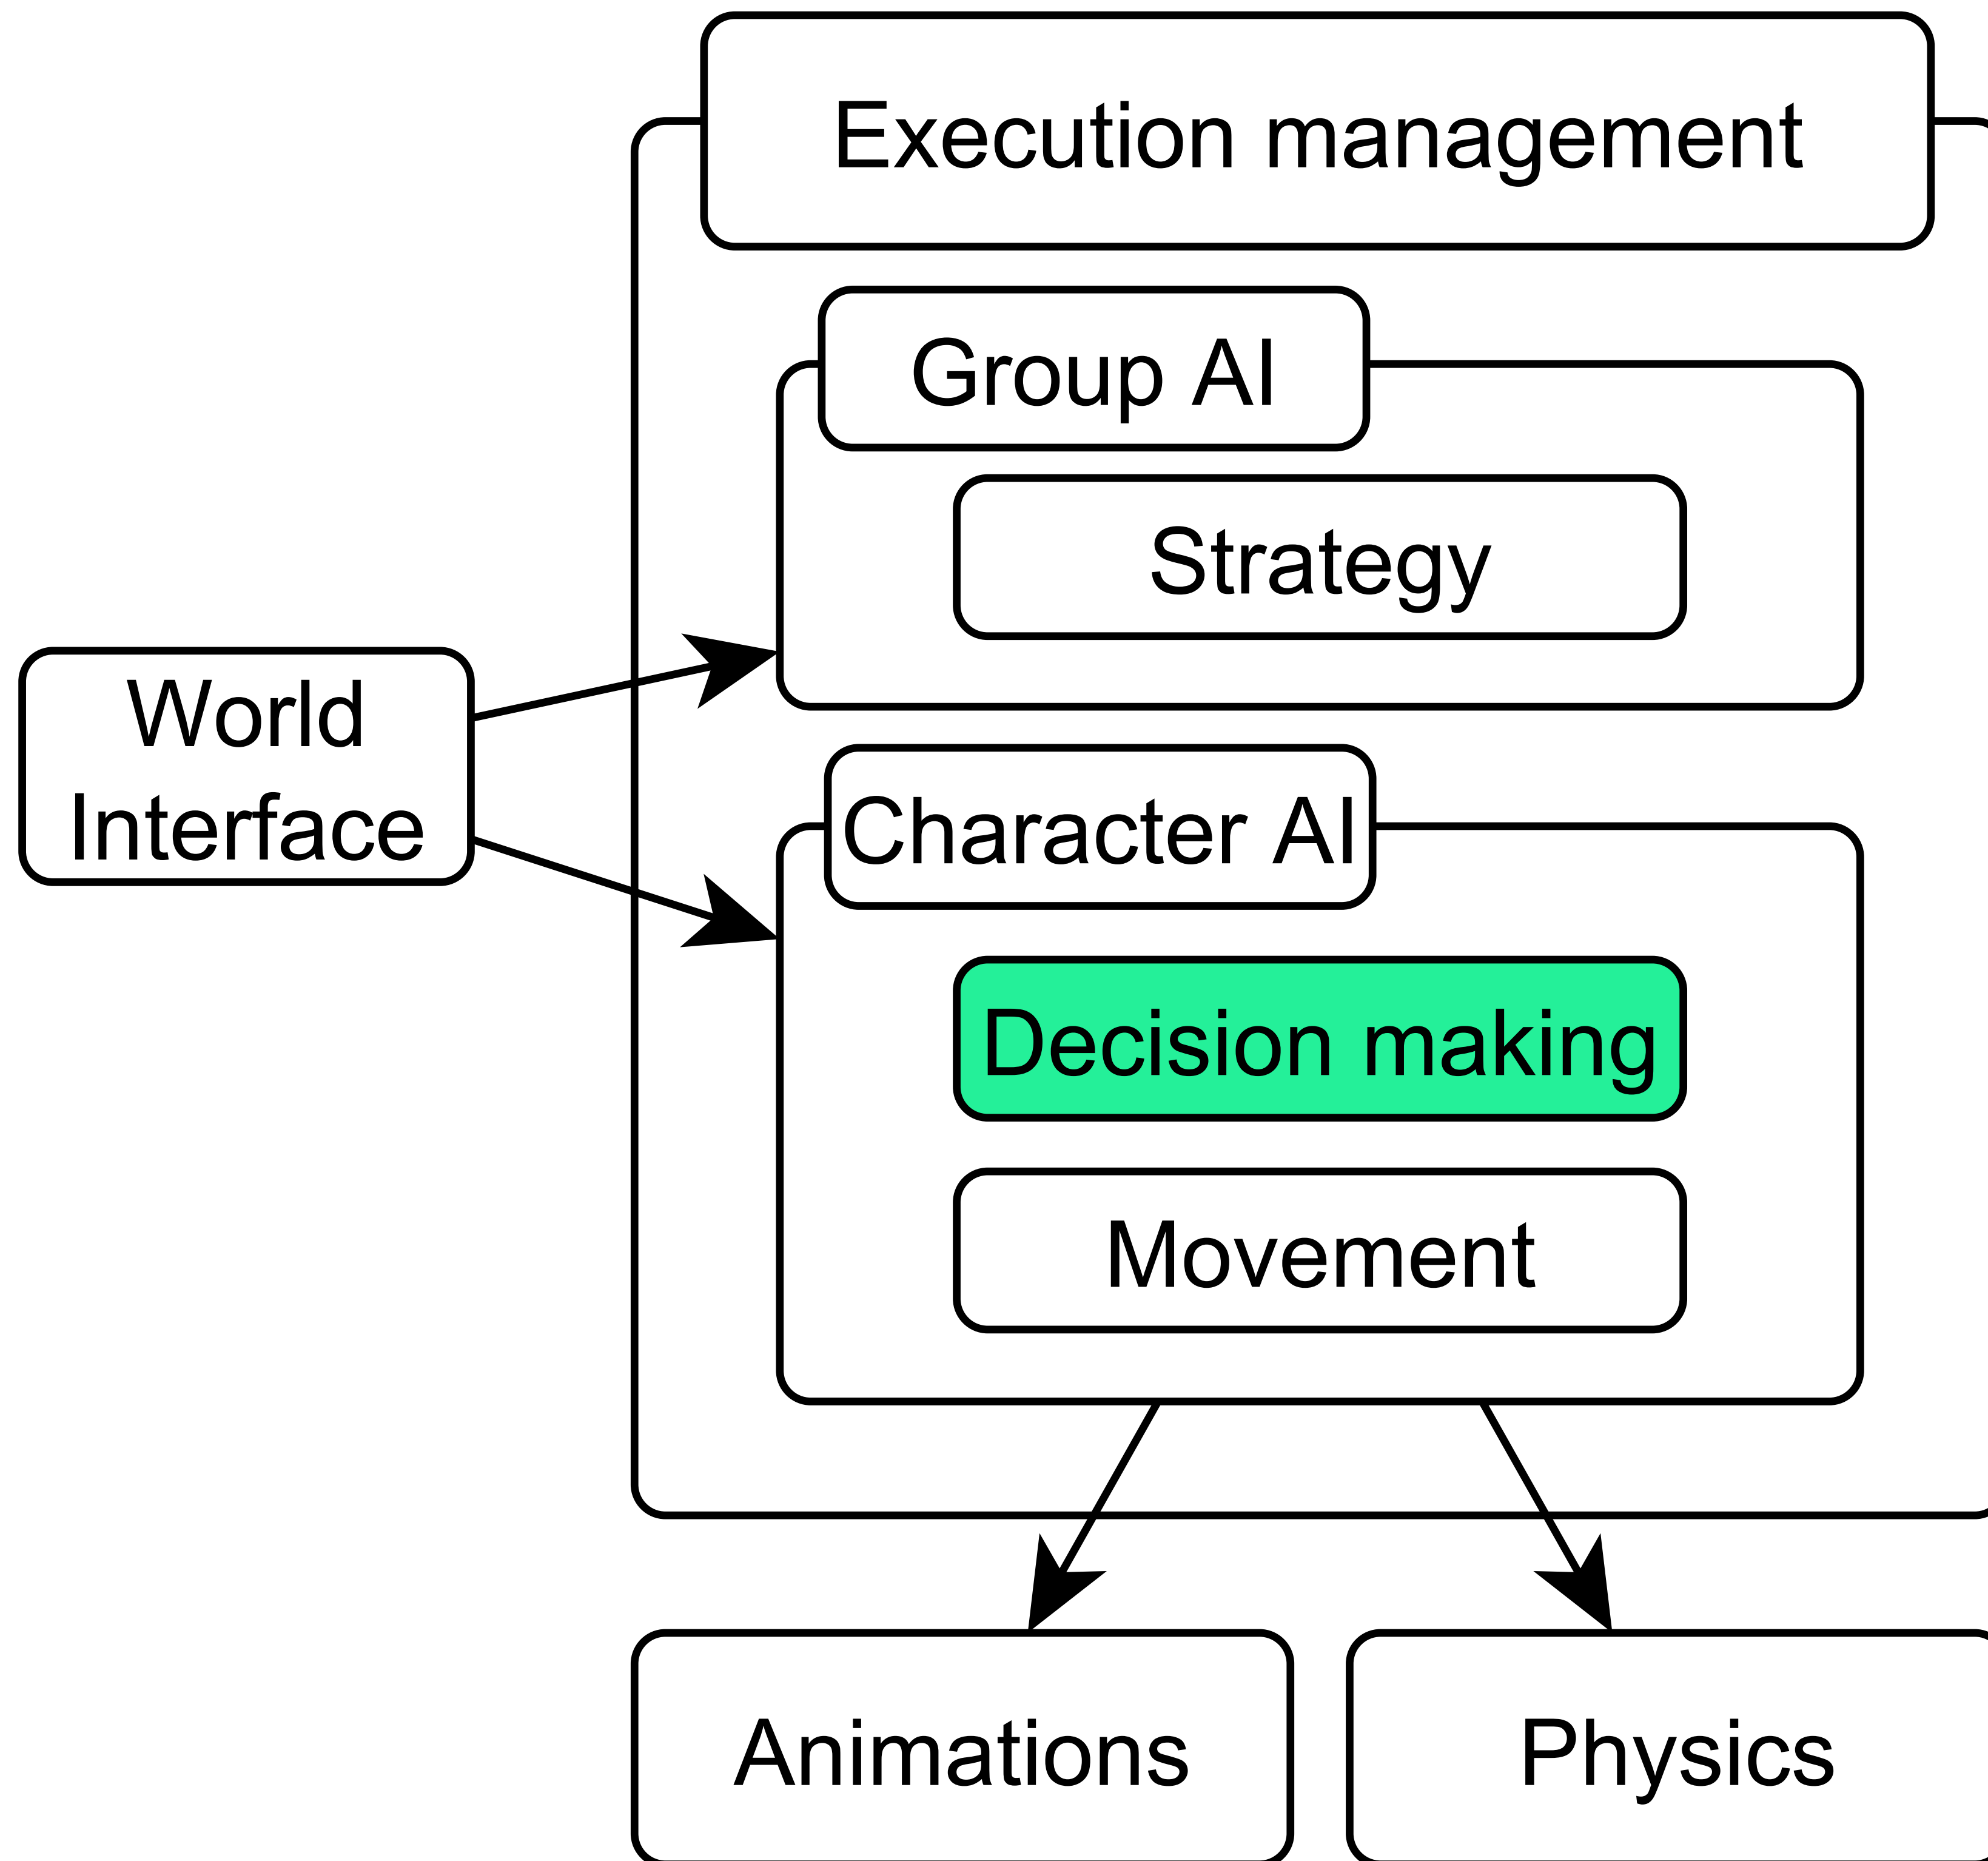 Execution management
Group AI
Strategy
World
Interface
Character AI
Decision making
Movement
Animations
Physics